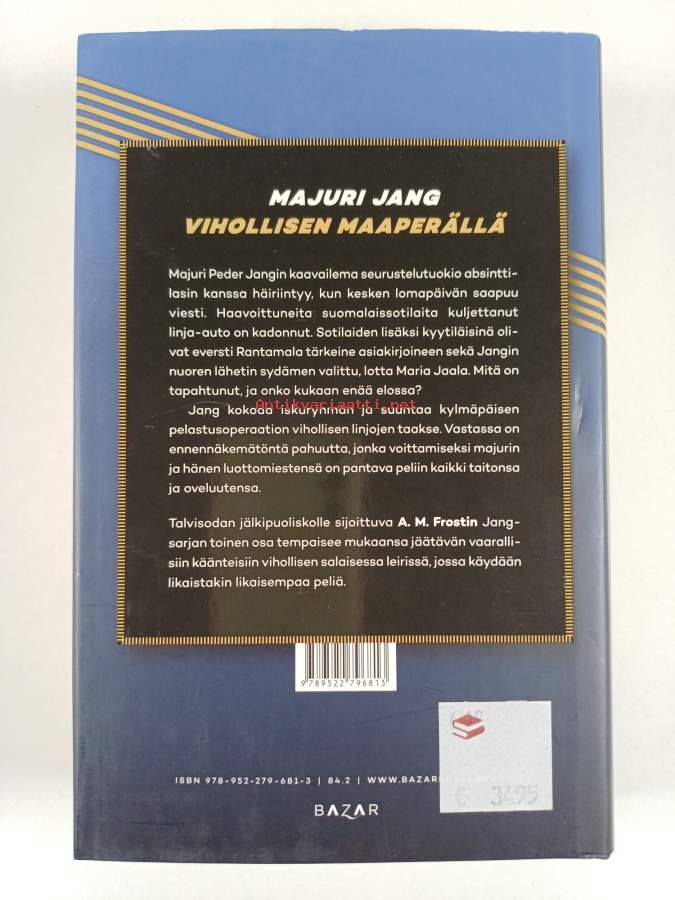 MAJURI JANG
VIHOLLISEN MAAPERÄLLÄ
Majuri Peder Jangin kaavailema seurustelutuokio absintti-
lasin kanssa häiriintyy, kun kesken lomapäivän saapuu
viesti. Haavoittuneita suomalaissotilaita kuljettanut
linja-auto on kadonnut. Sotilaiden lisäksi kyytiläisinä oli-
vat eversti Rantamala tärkeine asiakirjoineen sekä Jangin
nuoren lähetin sydämen valittu, lotta Maria Jaala. Mitä on
tapahtunut, ja onko kukaan enää elossa?
Antikvariaatti.net
Jang kokoaa iskuryhmän ja suuntaa kylmäpäisen
pelastusoperaation vihollisen linjojen taakse. Vastassa on
ennennäkemätöntä pahuutta, jonka voittamiseksi majurin
ja hänen luottomiestensä on pantava peliin kaikki taitonsa
ja oveluutensa.
Talvisodan jälkipuoliskolle sijoittuva A. M. Frostin Jang-
sarjan toinen osa tempaisee mukaansa jäätävän vaaralli-
siin käänteisiin vihollisen salaisessa leirissä, jossa käydään
likaistakin likaisempaa peliä.
9789522796813
ISBN 978-952-279-681-3 | 84.2 | WWW.BAZAR
€ 3495
BAZAR